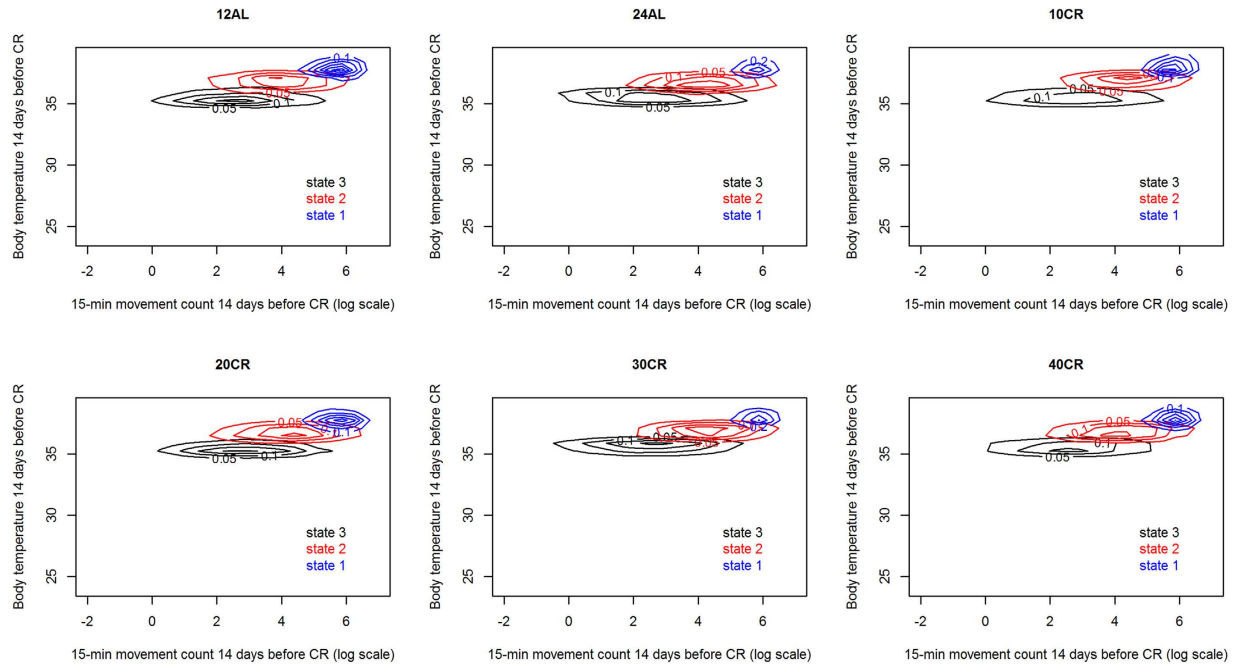 12AL
24AL
10CR
Body temperature 14 days before CR
35
30
25
0.1
0.05
0.1
0.05
state 3
state 2
state 1
-2 0 2 4 6
15-min movement count 14 days before CR (log scale)
Body temperature 14 days before CR
35
30
25
0.2
0.05
0.1
0.1
0.05
state 3
state 2
state 1
-2 0 2 4 6
15-min movement count 14 days before CR (log scale)
Body temperature 14 days before CR
35
30
25
0.05
0.1
0.05
0.05
state 3
state 2
state 1
-2 0 2 4 6
15-min movement count 14 days before CR (log scale)
20CR
30CR
40CR
Body temperature 14 days before CR
35
30
25
0.05
0.1
0.05
0.1
state 3
state 2
state 1
-2 0 2 4 6
15-min movement count 14 days before CR (log scale)
Body temperature 14 days before CR
35
30
25
0.05
0.2
0.1
0.05
0.05
state 3
state 2
state 1
-2 0 2 4 6
15-min movement count 14 days before CR (log scale)
Body temperature 14 days before CR
35
30
25
0.1
0.05
0.1
0.1
0.05
state 3
state 2
state 1
-2 0 2 4 6
15-min movement count 14 days before CR (log scale)